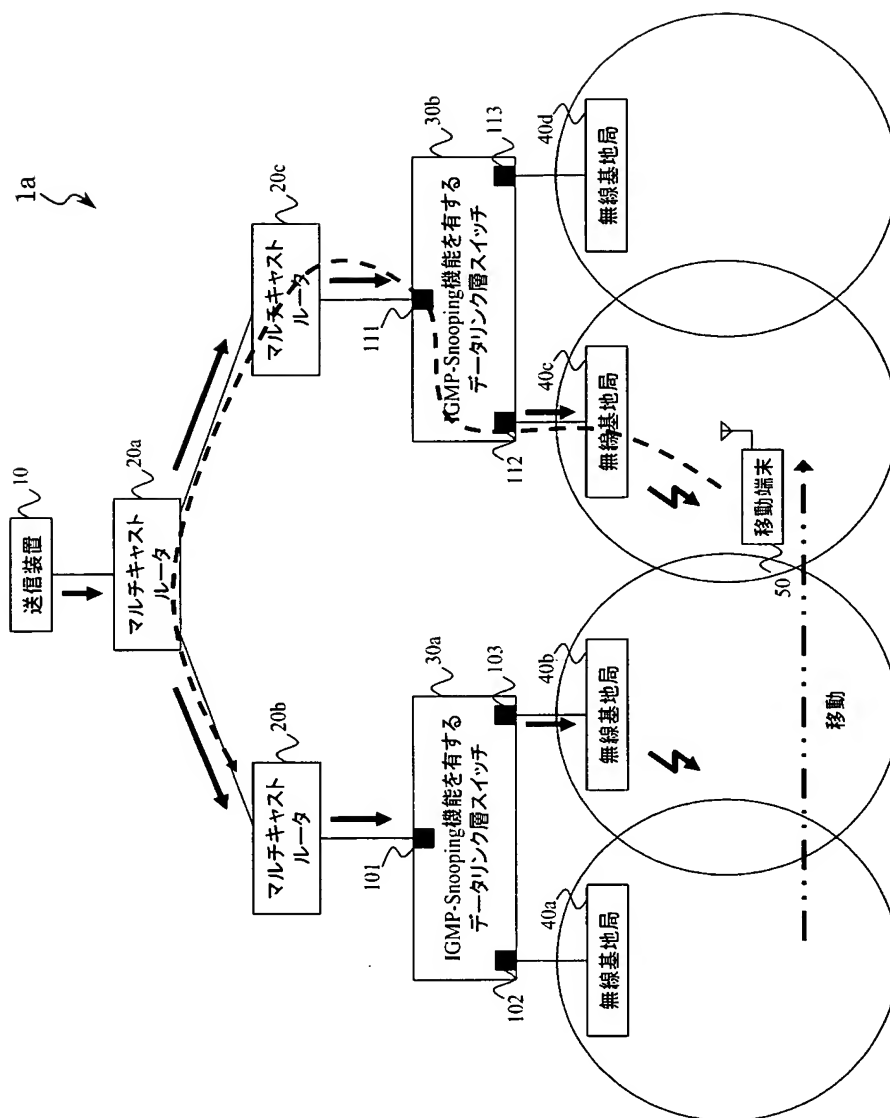 1a
送信装置
10
マルチキャスト
ルータ
20a
マルチキャスト
ルータ
20b
マルチキャスト
ルータ
20c
101
IGMP-Snooping機能を有する
データリンク層スイッチ
30a
102
103
111
IGMP-Snooping機能を有する
データリンク層スイッチ
30b
112
113
無線基地局
40a
無線基地局
40b
無線基地局
40c
無線基地局
40d
移動端末
50
移動